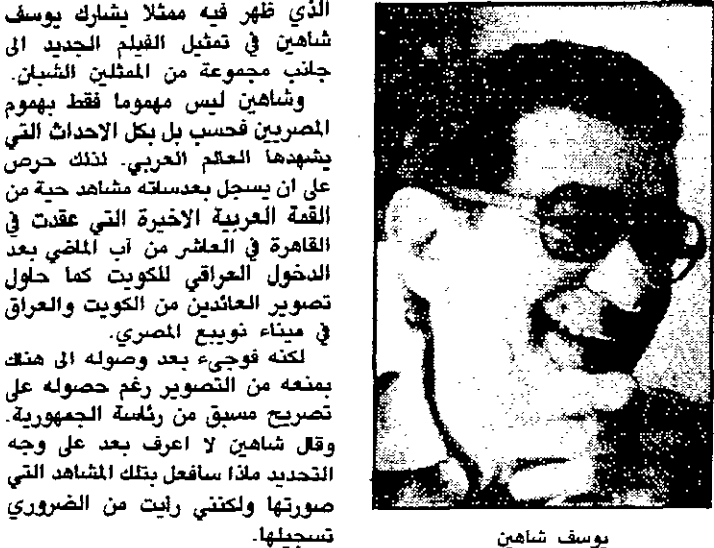 الذي ظهر فيه ممثلا يشارك يوسف
شاهين في تمثيل الفيلم الجديد الى
جانب مجموعة من الممثلين الشبان.
وشاهين ليس مهموما فقط بهموم
المصريين فحسب بل بكل الاحداث التي
يشهدها العالم العربي. لذلك حرص
على ان يسجل بعدساته مشاهد حية من
القمة العربية الاخيرة التي عقدت في
القاهرة في العاشر من آب الماضي بعد
الدخول العراقي للكويت كما حاول
تصوير العائدين من الكويت والعراق
في ميناء نويبع المصري.
لكنه فوجىء بعد وصوله الى هناك
بمنعه من التصوير رغم حصوله على
تصريح مسبق من رئاسة الجمهورية.
وقال شاهين لا اعرف بعد على وجه
التحديد ماذا سافعل بتلك المشاهد التي
صورتها ولكنني رايت من الضروري
تسجيلها.
يوسف شاهين